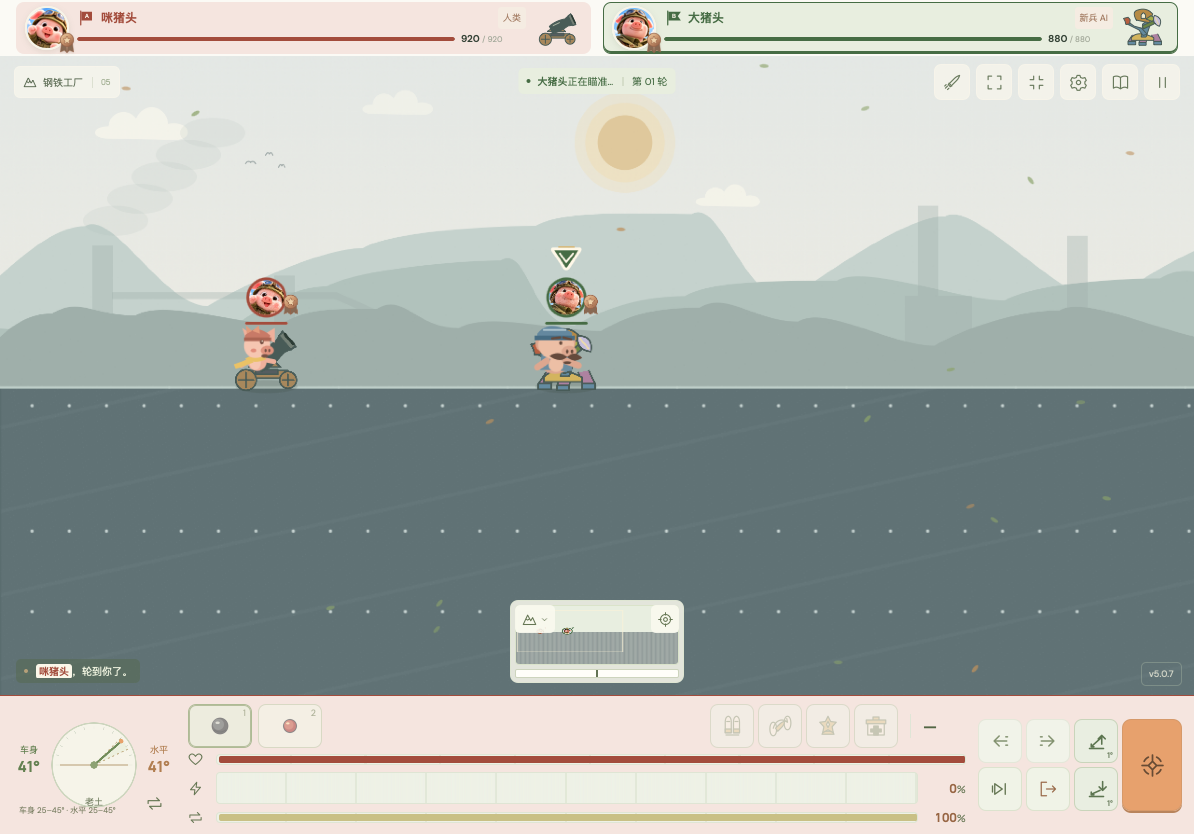 A 咪猪头
人类
920 / 920
B 大猪头
新兵 AI
880 / 880
钢铁工厂 05
大猪头正在瞄准... 第 01 轮
咪猪头，轮到你了。
v5.0.7
1
2
车身
41°
水平
41°
老土
车身 25–45° · 水平 25–45°
0%
100%
1°
1°